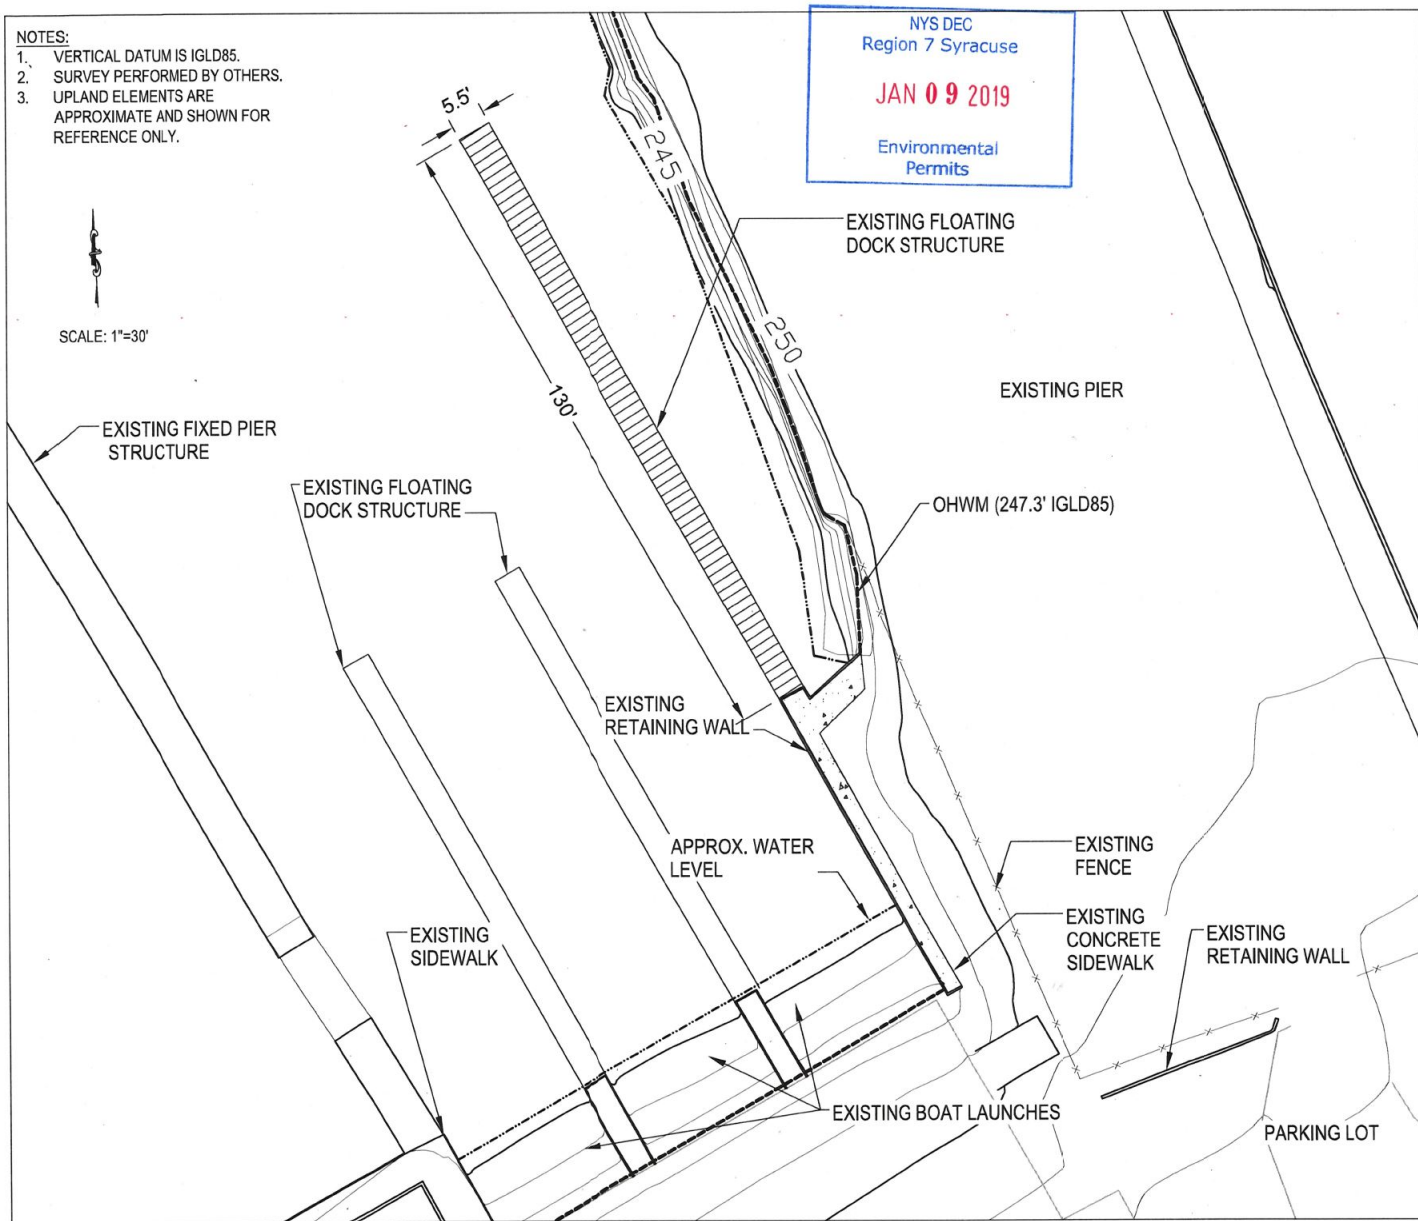 NOTES:
1. VERTICAL DATUM IS IGLD85.
2. SURVEY PERFORMED BY OTHERS.
3. UPLAND ELEMENTS ARE
APPROXIMATE AND SHOWN FOR
REFERENCE ONLY.
NYS DEC
Region 7 Syracuse
JAN 09 2019
Environmental
Permits
5.5'
245
EXISTING FLOATING
DOCK STRUCTURE
SCALE: 1"=30'
250
130'
EXISTING PIER
EXISTING FIXED PIER
STRUCTURE
EXISTING FLOATING
DOCK STRUCTURE
OHWM (247.3' IGLD85)
EXISTING
RETAINING WALL
APPROX. WATER
LEVEL
EXISTING
FENCE
EXISTING
SIDEWALK
EXISTING
CONCRETE
SIDEWALK
EXISTING
RETAINING WALL
EXISTING BOAT LAUNCHES
PARKING LOT